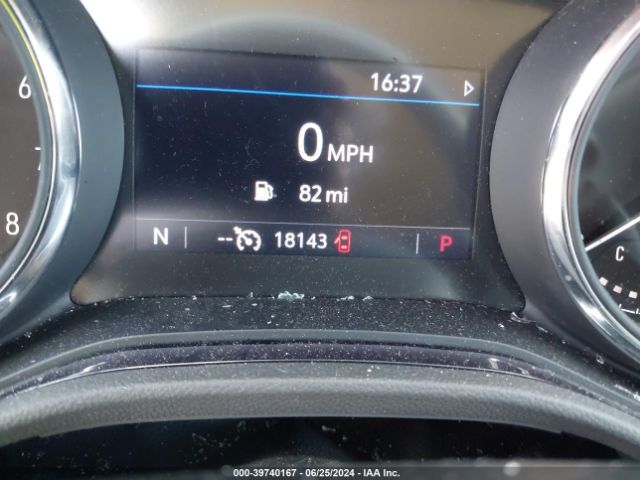 6
7
8
16:37
0 MPH
82 mi
N -- 18143 P
C
000-39740167 - 06/25/2024 - IAA Inc.